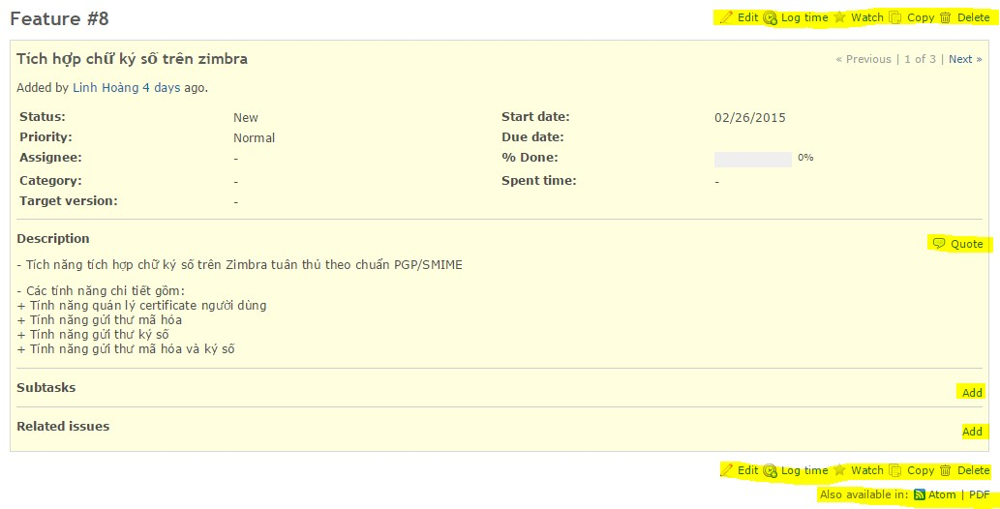 Feature #8
Edit Log time Watch Copy Delete
Tích hợp chữ ký số trên zimbra
« Previous | 1 of 3 | Next »
Added by Linh Hoàng 4 days ago.
Status: New Start date: 02/26/2015
Priority: Normal Due date:
Assignee: - % Done: 0%
Category: - Spent time: -
Target version: -
Description
Quote
- Tích năng tích hợp chữ ký số trên Zimbra tuân thủ theo chuẩn PGP/SMIME
- Các tính năng chi tiết gồm:
+ Tính năng quản lý certificate người dùng
+ Tính năng gửi thư mã hóa
+ Tính năng gửi thư ký số
+ Tính năng gửi thư mã hóa và ký số
Subtasks
Add
Related issues
Add
Edit Log time Watch Copy Delete
Also available in: Atom | PDF